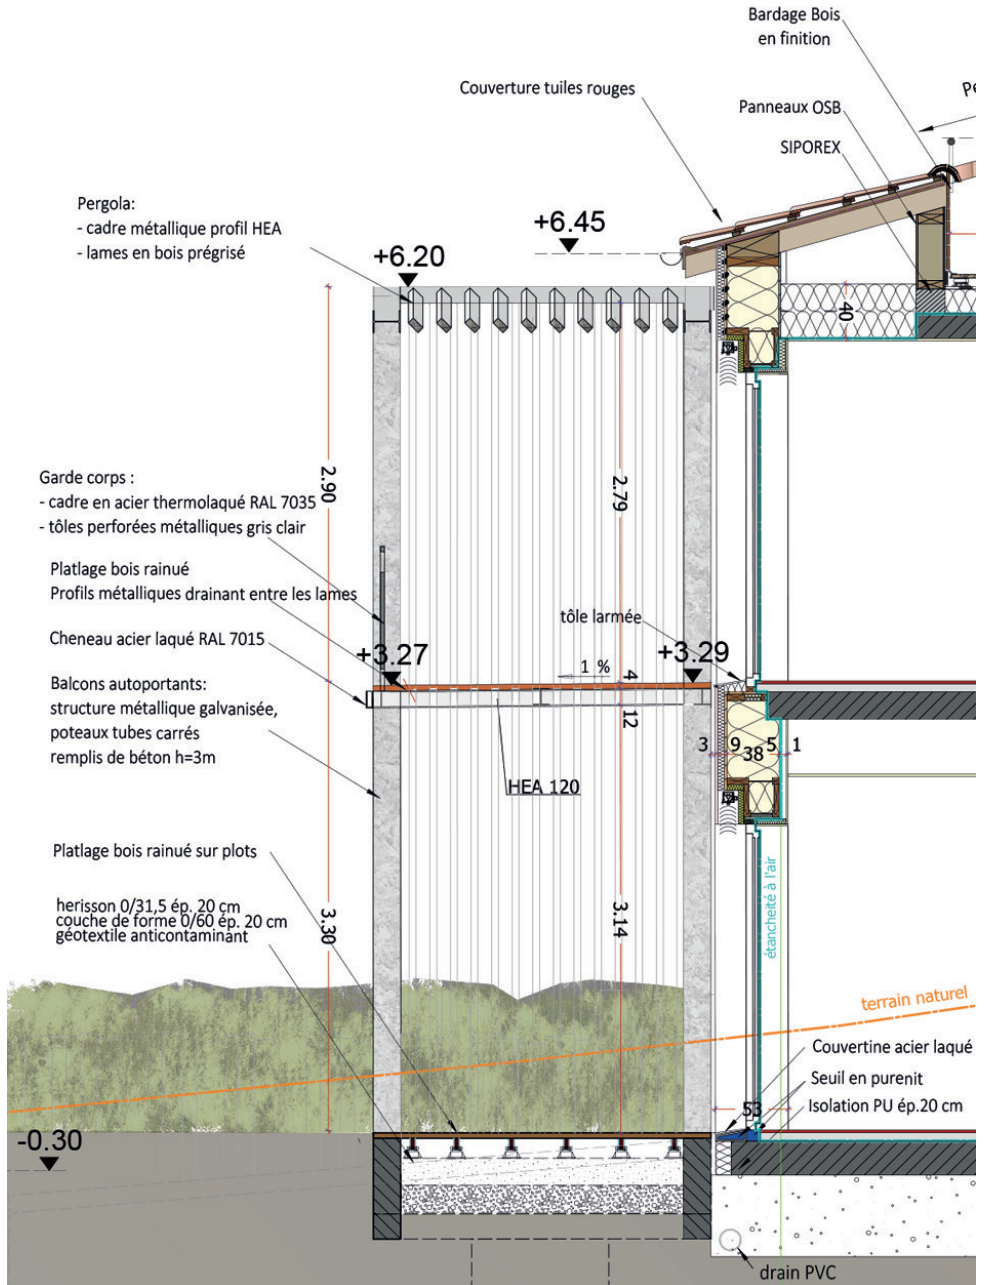 Bardage Bois
en finition
Couverture tuiles rouges
Panneaux OSB
SIPOREX
Pergola:
- cadre métallique profil HEA
- lames en bois prégrisé
+6.20
+6.45
40
2.90
2.79
Garde corps :
- cadre en acier thermolaqué RAL 7035
- tôles perforées métalliques gris clair
Platlage bois rainué
Profils métalliques drainant entre les lames
Cheneau acier laqué RAL 7015
tôle larmée
+3.27
1 %
4
+3.29
Balcons autoportants:
structure métallique galvanisée,
poteaux tubes carrés
remplis de béton h=3m
12
3 9 38 5 1
HEA 120
Platlage bois rainué sur plots
herisson 0/31,5 ép. 20 cm
couche de forme 0/60 ép. 20 cm
géotextile anticontaminant
3.30
3.14
étancheité à l'air
terrain naturel
Couvertine acier laqué
Seuil en purenit
53
Isolation PU ép.20 cm
-0.30
drain PVC